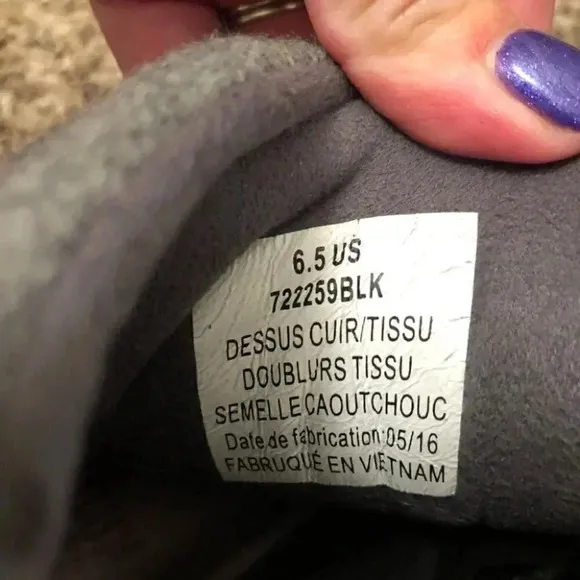 6.5 US
722259BLK
DESSUS CUIR/TISSU
DOUBLURS TISSU
SEMELLE CAOUTCHOUC
Date de fabrication 05/16
FABRUQUÉ EN VIETNAM